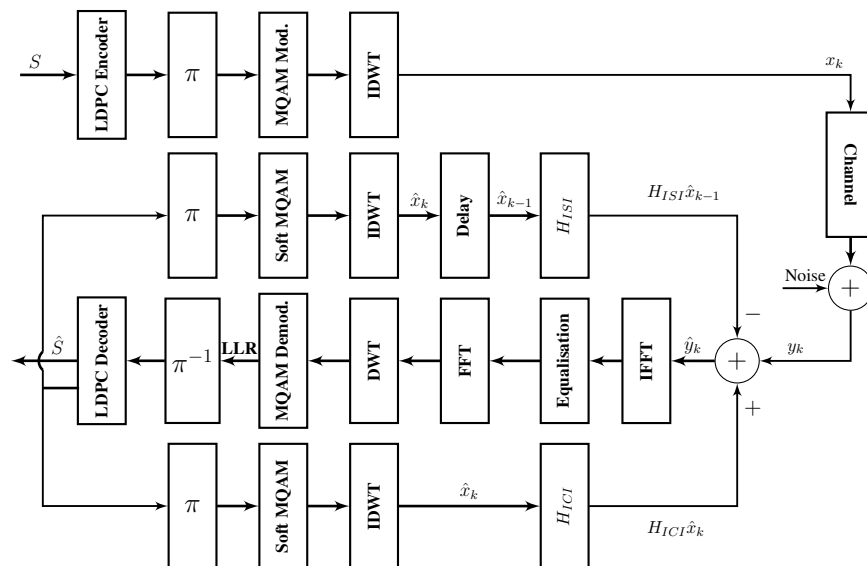 S
LDPC Encoder
π
MQAM Mod.
IDWT
x_k
Channel
π
Soft MQAM
IDWT
x̂_k
Delay
x̂_{k−1}
H_{ISI}
H_{ISI}x̂_{k−1}
Noise
+
−
Ŝ
LDPC Decoder
π^{−1}
LLR
MQAM Demod.
DWT
FFT
Equalisation
IFFT
ŷ_k
+
y_k
+
π
Soft MQAM
IDWT
x̂_k
H_{ICI}
H_{ICI}x̂_k